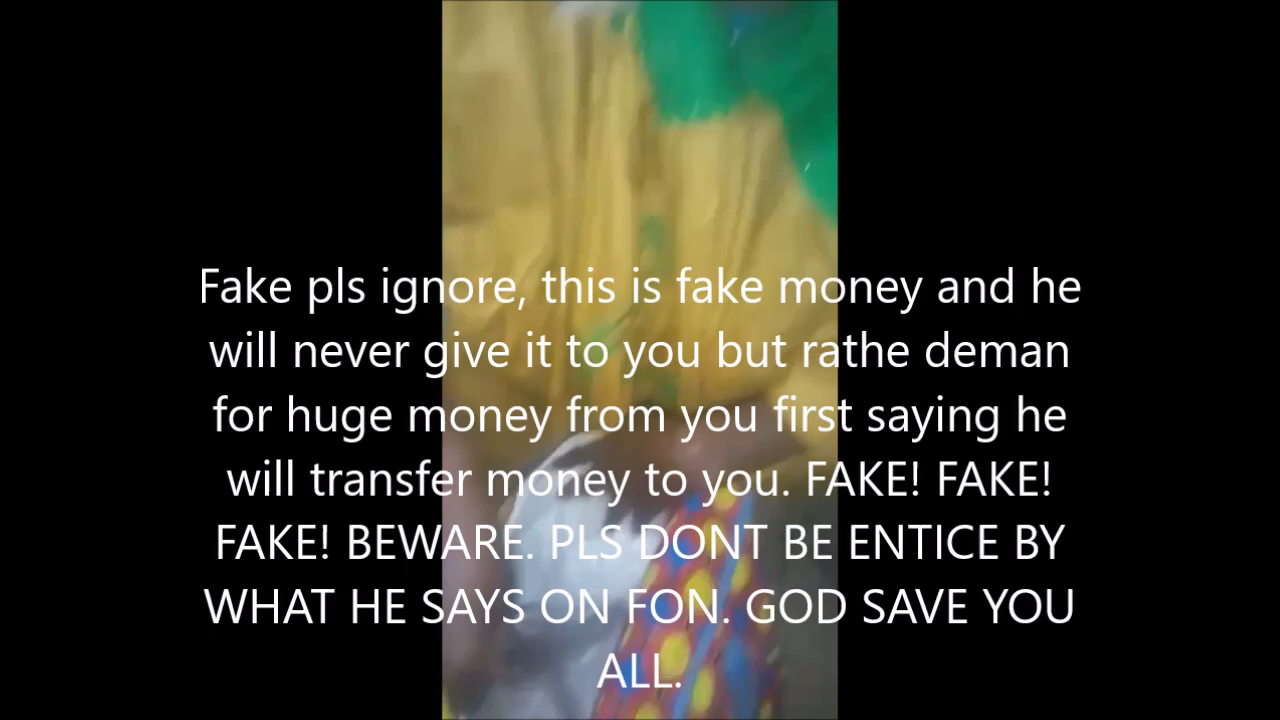 Fake pls ignore, this is fake money and he
will never give it to you but rathe deman
for huge money from you first saying he
will transfer money to you. FAKE! FAKE!
FAKE! BEWARE. PLS DONT BE ENTICE BY
WHAT HE SAYS ON FON. GOD SAVE YOU
ALL.